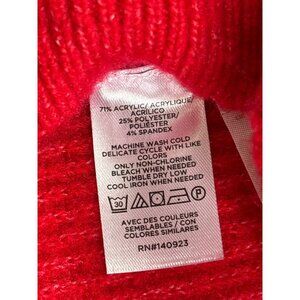 71% ACRYLIC/ ACRYLIQUE/
ACRÍLICO
25% POLYESTER/
POLIÉSTER
4% SPANDEX
MACHINE WASH COLD
DELICATE CYCLE WITH LIKE
COLORS
ONLY NON-CHLORINE
BLEACH WHEN NEEDED
TUMBLE DRY LOW
COOL IRON WHEN NEEDED
30 P
AVEC DES COULEURS
SEMBLABLES / CON
COLORES SIMILARES
RN#140923